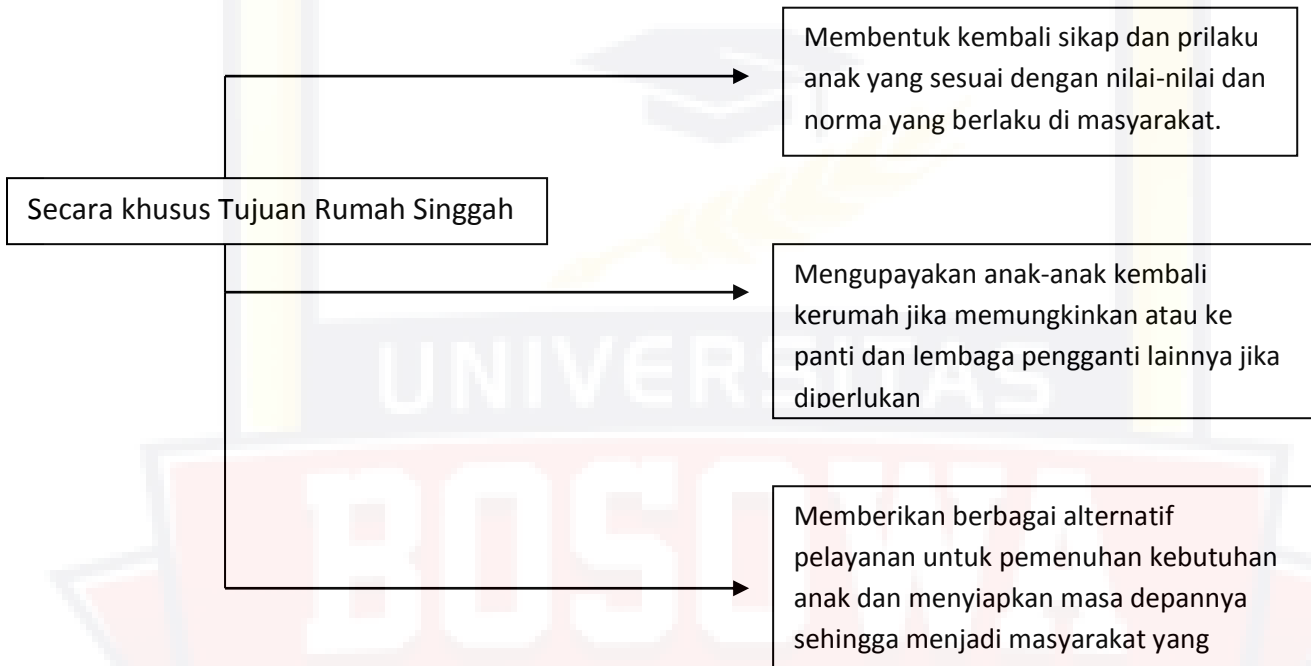 Membentuk kembali sikap dan prilaku
anak yang sesuai dengan nilai-nilai dan
norma yang berlaku di masyarakat.
Secara khusus Tujuan Rumah Singgah
Mengupayakan anak-anak kembali
kerumah jika memungkinkan atau ke
panti dan lembaga pengganti lainnya jika
diperlukan
UNIVERSITAS
BOSOWA
Memberikan berbagai alternatif
pelayanan untuk pemenuhan kebutuhan
anak dan menyiapkan masa depannya
sehingga menjadi masyarakat yang